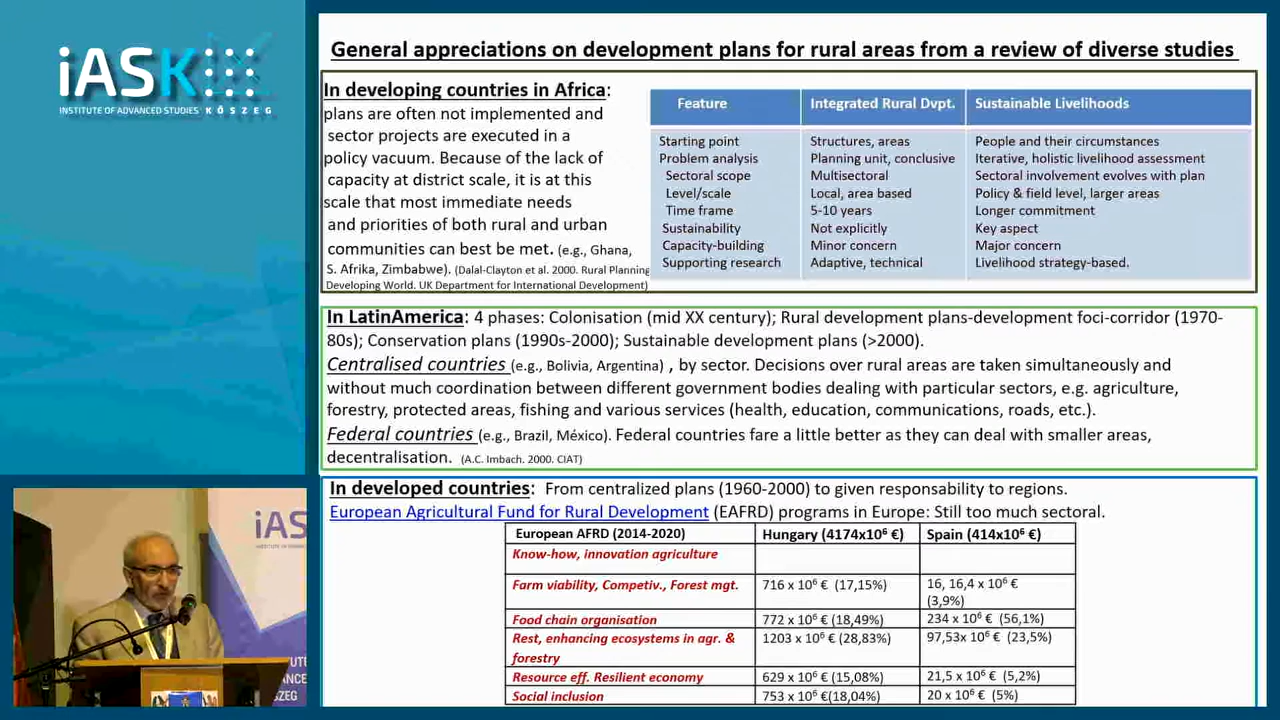 iASK
INSTITUTE OF ADVANCED STUDIES KŐSZEG
General appreciations on development plans for rural areas from a review of diverse studies
In developing countries in Africa:
plans are often not implemented and
sector projects are executed in a
policy vacuum. Because of the lack of
capacity at district scale, it is at this
scale that most immediate needs
and priorities of both rural and urban
communities can best be met. (e.g., Ghana,
S. Afrika, Zimbabwe). (Dalal-Clayton et al. 2000. Rural Planning
Developing World. UK Department for International Development)
Feature Integrated Rural Dvpt. Sustainable Livelihoods
Starting point Structures, areas People and their circumstances
Problem analysis Planning unit, conclusive Iterative, holistic livelihood assessment
Sectoral scope Multisectoral Sectoral involvement evolves with plan
Level/scale Local, area based Policy & field level, larger areas
Time frame 5-10 years Longer commitment
Sustainability Not explicitly Key aspect
Capacity-building Minor concern Major concern
Supporting research Adaptive, technical Livelihood strategy-based.
In LatinAmerica: 4 phases: Colonisation (mid XX century); Rural development plans-development foci-corridor (1970-
80s); Conservation plans (1990s-2000); Sustainable development plans (>2000).
Centralised countries (e.g., Bolivia, Argentina) , by sector. Decisions over rural areas are taken simultaneously and
without much coordination between different government bodies dealing with particular sectors, e.g. agriculture,
forestry, protected areas, fishing and various services (health, education, communications, roads, etc.).
Federal countries (e.g., Brazil, México). Federal countries fare a little better as they can deal with smaller areas,
decentralisation. (A.C. Imbach. 2000. CIAT)
In developed countries: From centralized plans (1960-2000) to given responsability to regions.
European Agricultural Fund for Rural Development (EAFRD) programs in Europe: Still too much sectoral.
European AFRD (2014-2020) Hungary (4174x10⁶ €) Spain (414x10⁶ €)
Know-how, innovation agriculture
Farm viability, Competiv., Forest mgt. 716 x 10⁶ € (17,15%) 16, 16,4 x 10⁶ €
(3,9%)
Food chain organisation 772 x 10⁶ € (18,49%) 234 x 10⁶ € (56,1%)
Rest, enhancing ecosystems in agr. & 1203 x 10⁶ € (28,83%) 97,53x 10⁶ € (23,5%)
forestry
Resource eff. Resilient economy 629 x 10⁶ € (15,08%) 21,5 x 10⁶ € (5,2%)
Social inclusion 753 x 10⁶ €(18,04%) 20 x 10⁶ € (5%)
iAS